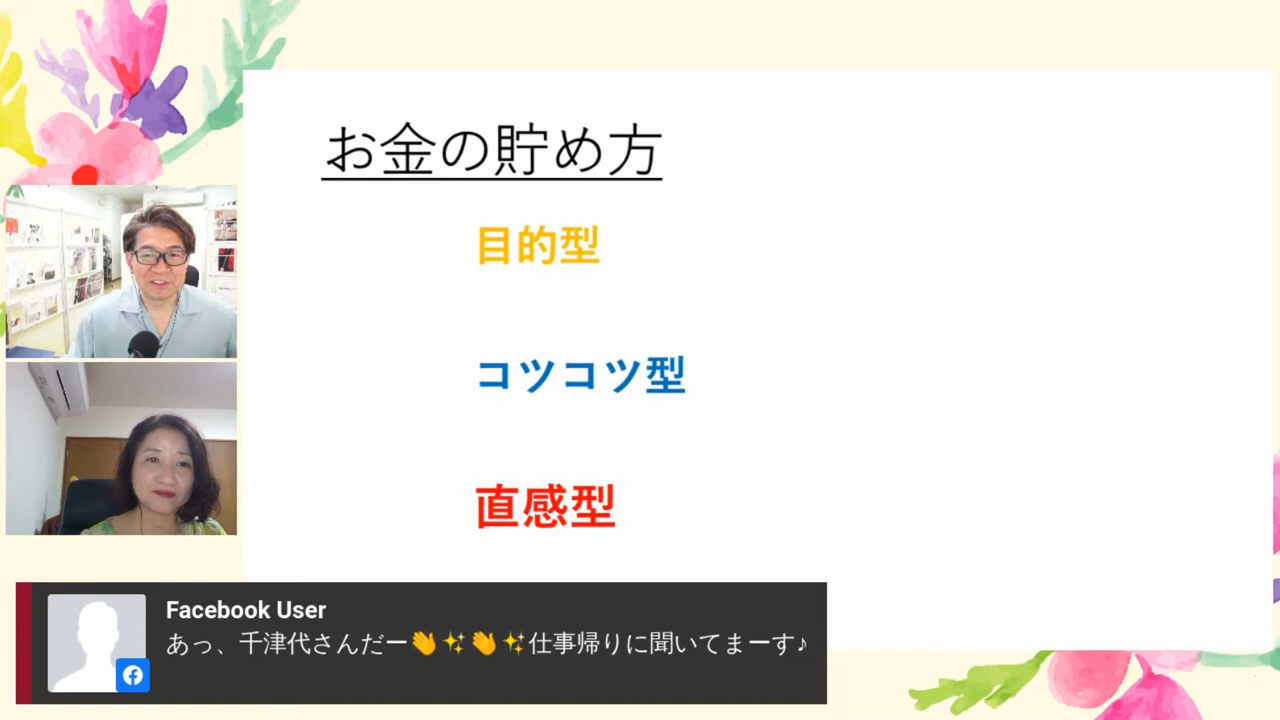 お金の貯め方
目的型
コツコツ型
直感型
Facebook User
あっ、千津代さんだー👋✨👋✨仕事帰りに聞いてまーす♪